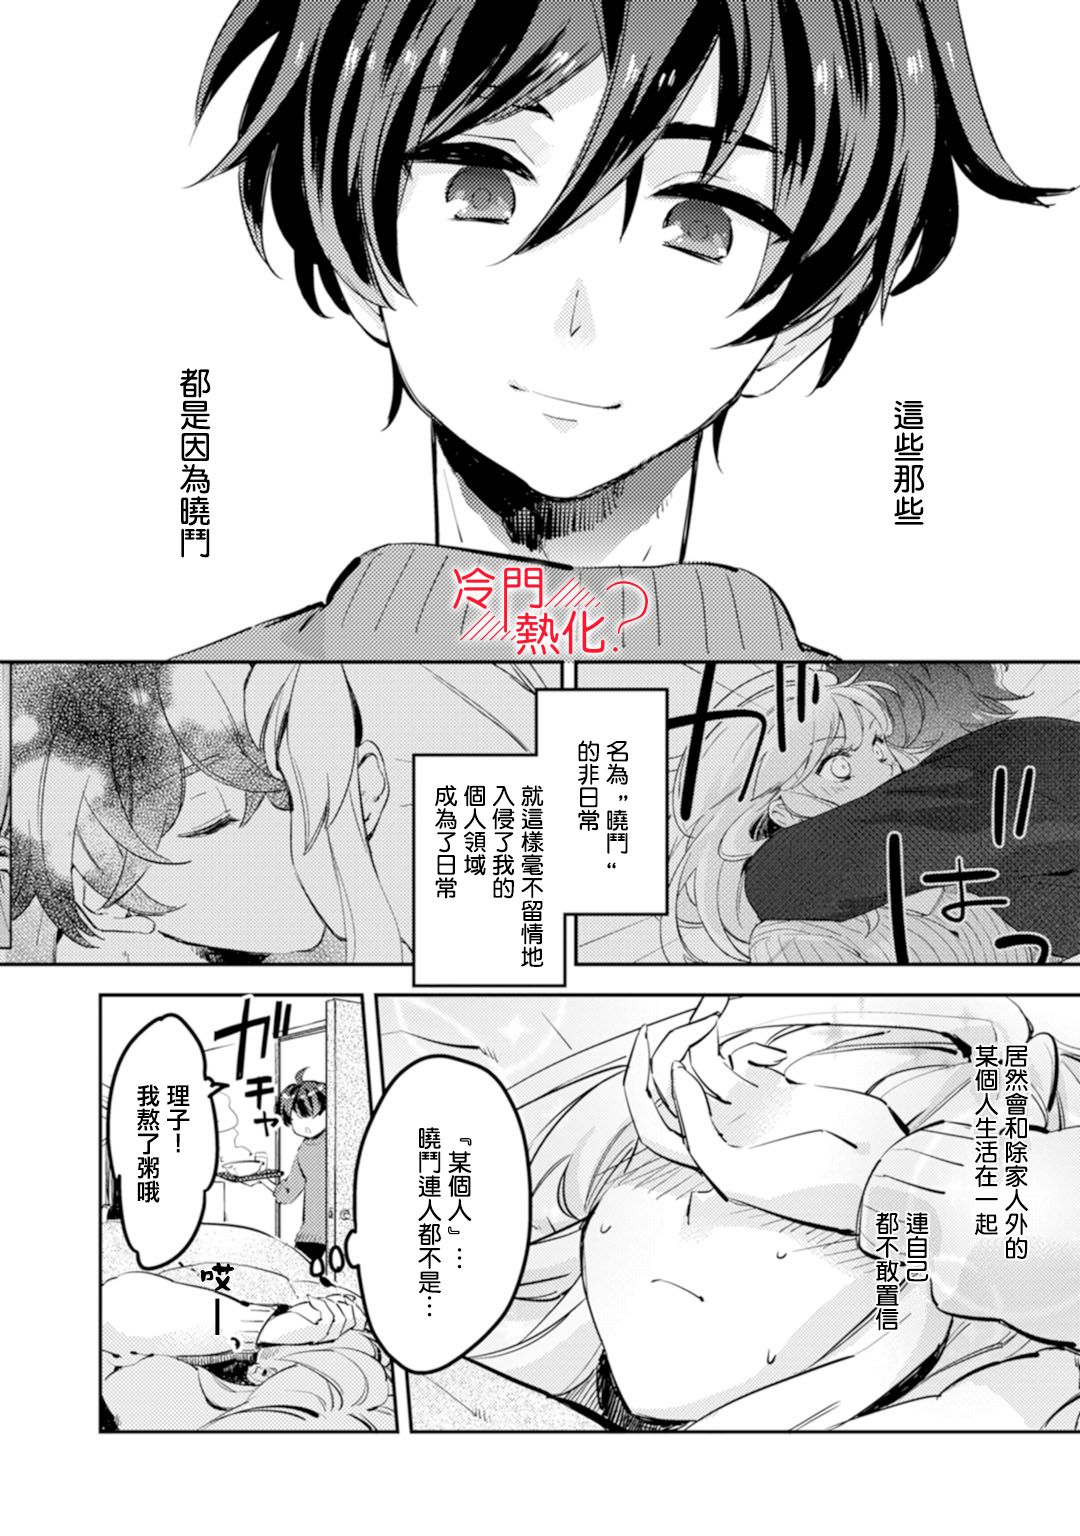 這些那些
都是因為曉鬥
冷門
熱化?
名為”曉鬥“
的非日常
就這樣毫不留情地
入侵了我的
個人領域
成為了日常
ガバッ
ぎゅっ
居然會和除家人外的
某個人生活在一起
連自己
都不敢置信
『某個人』…
曉鬥連人都不是…
ガチャ
理子!
我熬了粥哦
哎—